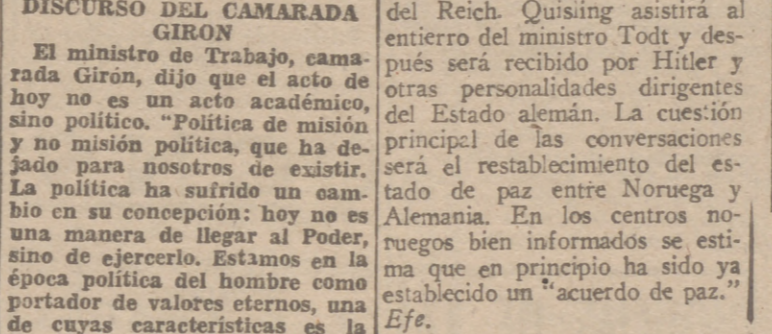 DISCURSO DEL CAMARADA
GIRON
El ministro de Trabajo, cama-
rada Girón, dijo que el acto de
hoy no es un acto académico,
sino político. "Política de misión
y no misión política, que ha de-
jado para nosotros de existir.
La política ha sufrido un cam-
bio en su concepción: hoy no es
una manera de llegar al Poder,
sino de ejercerlo. Estamos en la
época política del hombre como
portador de valores eternos, una
de cuyas características es la
del Reich. Quisling asistirá al
entierro del ministro Todt y des-
pués será recibido por Hitler y
otras personalidades dirigentes
del Estado alemán. La cuestión
principal de las conversaciones
será el restablecimiento del es-
tado de paz entre Noruega y
Alemania. En los centros no-
ruegos bien informados se esti-
ma que en principio ha sido ya
establecido un "acuerdo de paz."
Efe.